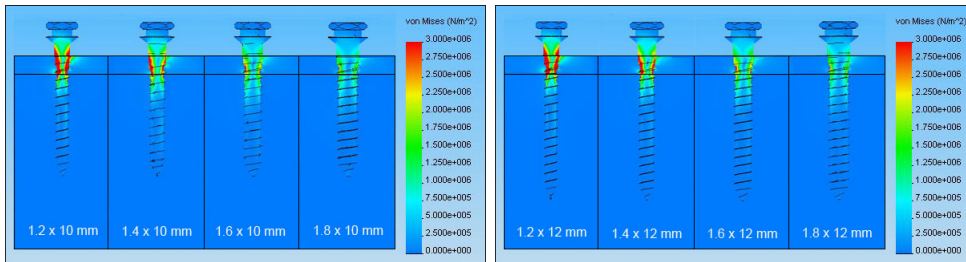 von Mises (N/m^2)
3.000e+006
2.750e+006
2.500e+006
2.250e+006
2.000e+006
1.750e+006
1.500e+006
1.250e+006
1.000e+006
7.500e+005
5.000e+005
2.500e+005
0.000e+000
1.2 x 10 mm
1.4 x 10 mm
1.6 x 10 mm
1.8 x 10 mm
von Mises (N/m^2)
3.000e+006
2.750e+006
2.500e+006
2.250e+006
2.000e+006
1.750e+006
1.500e+006
1.250e+006
1.000e+006
7.500e+005
5.000e+005
2.500e+005
0.000e+000
1.2 x 12 mm
1.4 x 12 mm
1.6 x 12 mm
1.8 x 12 mm